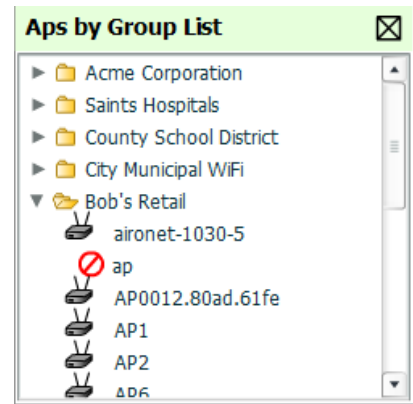 Aps by Group List
Acme Corporation
Saints Hospitals
County School District
City Municipal WiFi
Bob's Retail
aironet-1030-5
ap
AP0012.80ad.61fe
AP1
AP2
AP6